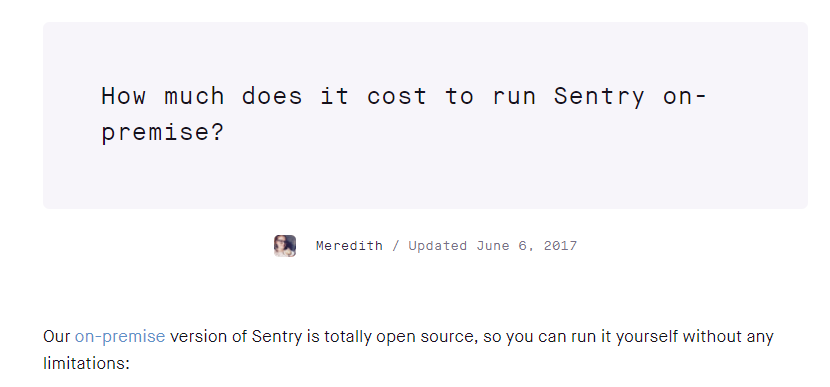 How much does it cost to run Sentry on-
premise?
Meredith / Updated June 6, 2017
Our on-premise version of Sentry is totally open source, so you can run it yourself without any
limitations: